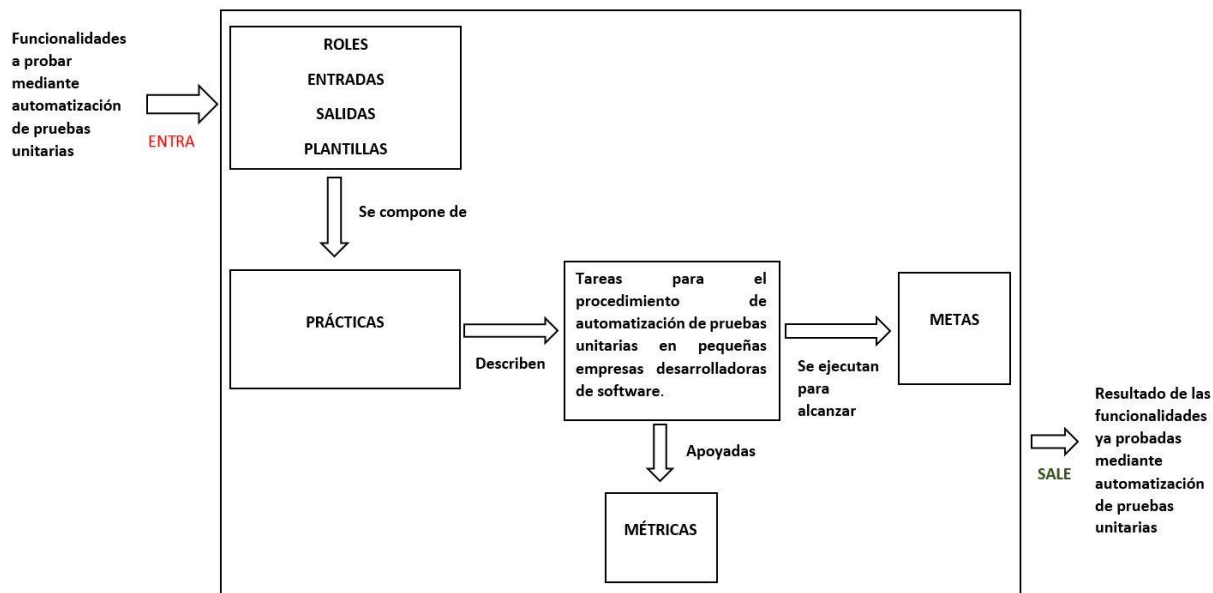 Funcionalidades
a probar
mediante
automatización
de pruebas
unitarias
ENTRA
ROLES
ENTRADAS
SALIDAS
PLANTILLAS
Se compone de
PRÁCTICAS
Describen
Tareas para el
procedimiento de
automatización de pruebas
unitarias en pequeñas
empresas desarrolladoras
de software.
Se ejecutan
para
alcanzar
METAS
Apoyadas
MÉTRICAS
SALE
Resultado de las
funcionalidades
ya probadas
mediante
automatización
de pruebas
unitarias